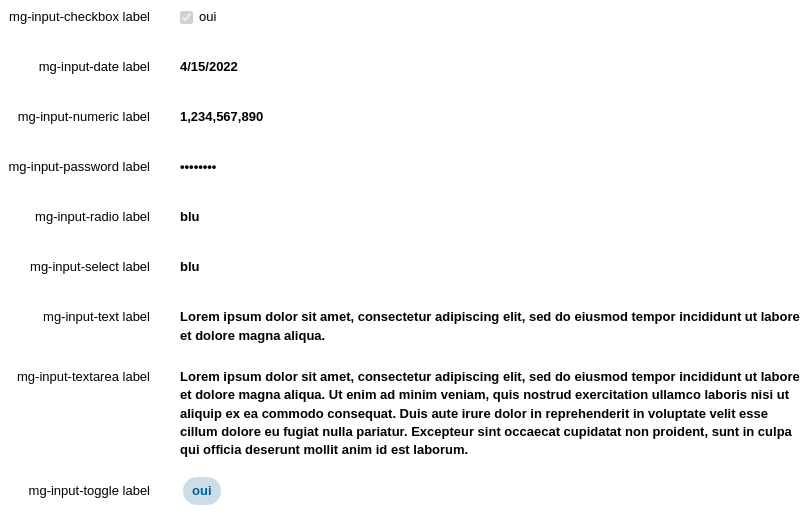 mg-input-checkbox label oui
mg-input-date label 4/15/2022
mg-input-numeric label 1,234,567,890
mg-input-password label ••••••••
mg-input-radio label blu
mg-input-select label blu
mg-input-text label Lorem ipsum dolor sit amet, consectetur adipiscing elit, sed do eiusmod tempor incididunt ut labore
et dolore magna aliqua.
mg-input-textarea label Lorem ipsum dolor sit amet, consectetur adipiscing elit, sed do eiusmod tempor incididunt ut labore
et dolore magna aliqua. Ut enim ad minim veniam, quis nostrud exercitation ullamco laboris nisi ut
aliquip ex ea commodo consequat. Duis aute irure dolor in reprehenderit in voluptate velit esse
cillum dolore eu fugiat nulla pariatur. Excepteur sint occaecat cupidatat non proident, sunt in culpa
qui officia deserunt mollit anim id est laborum.
mg-input-toggle label oui